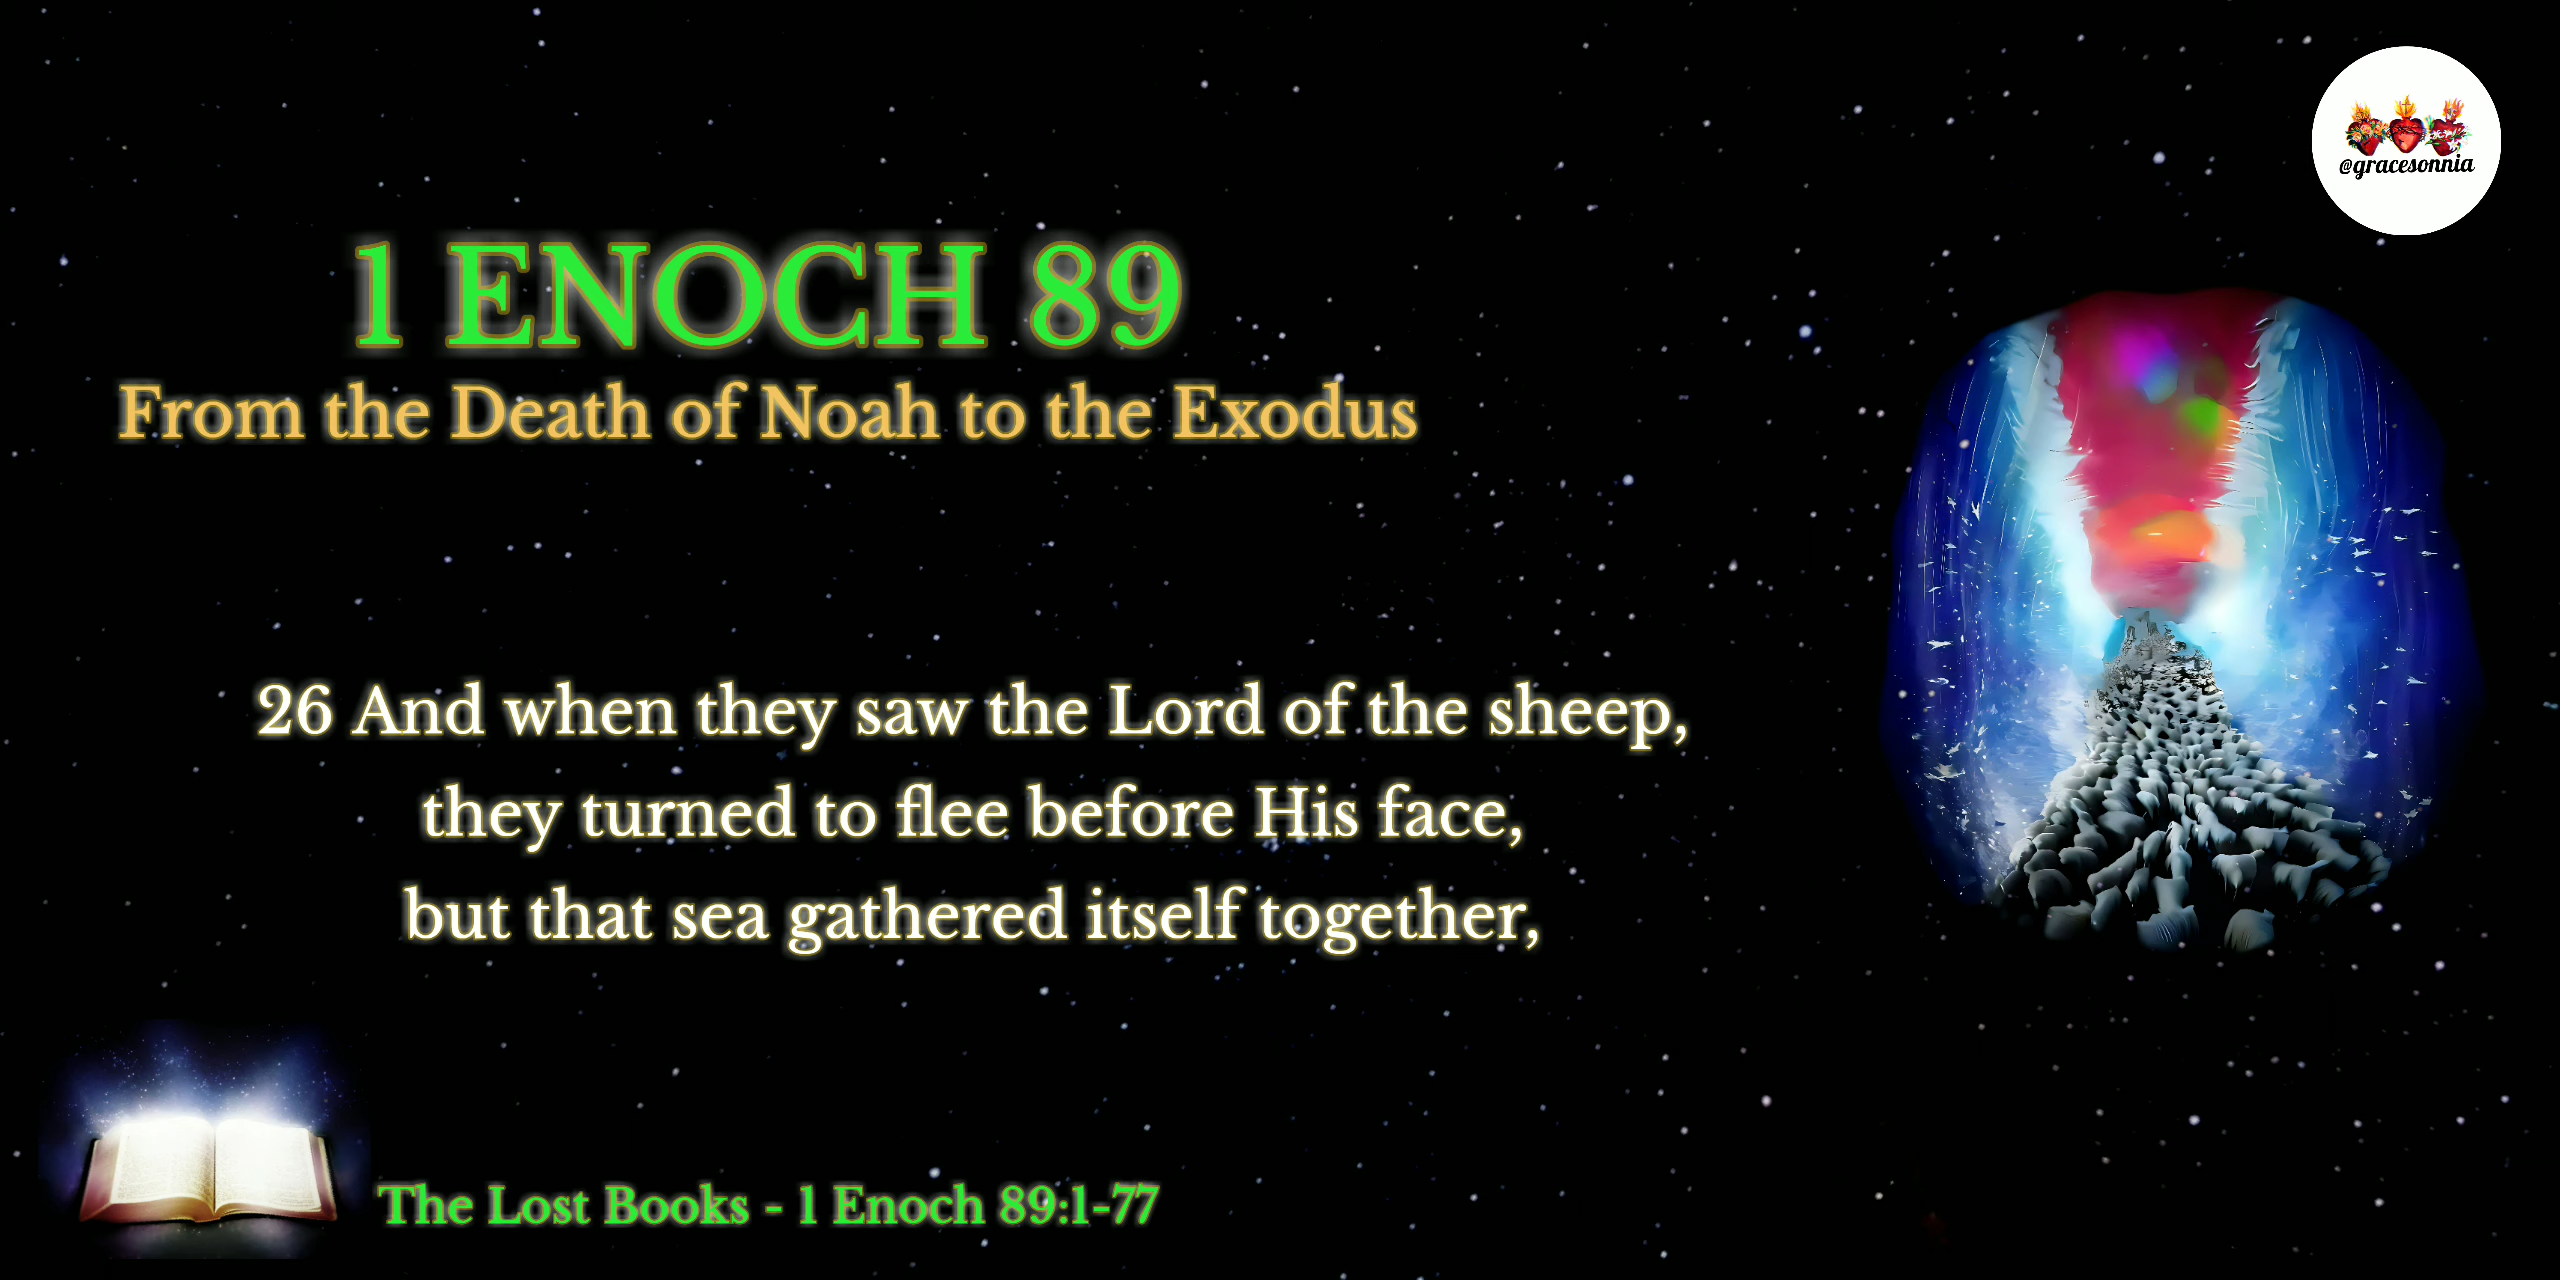 @gracesonnia
1 ENOCH 89
From the Death of Noah to the Exodus
26 And when they saw the Lord of the sheep,
they turned to flee before His face,
but that sea gathered itself together,
The Lost Books - 1 Enoch 89:1-77